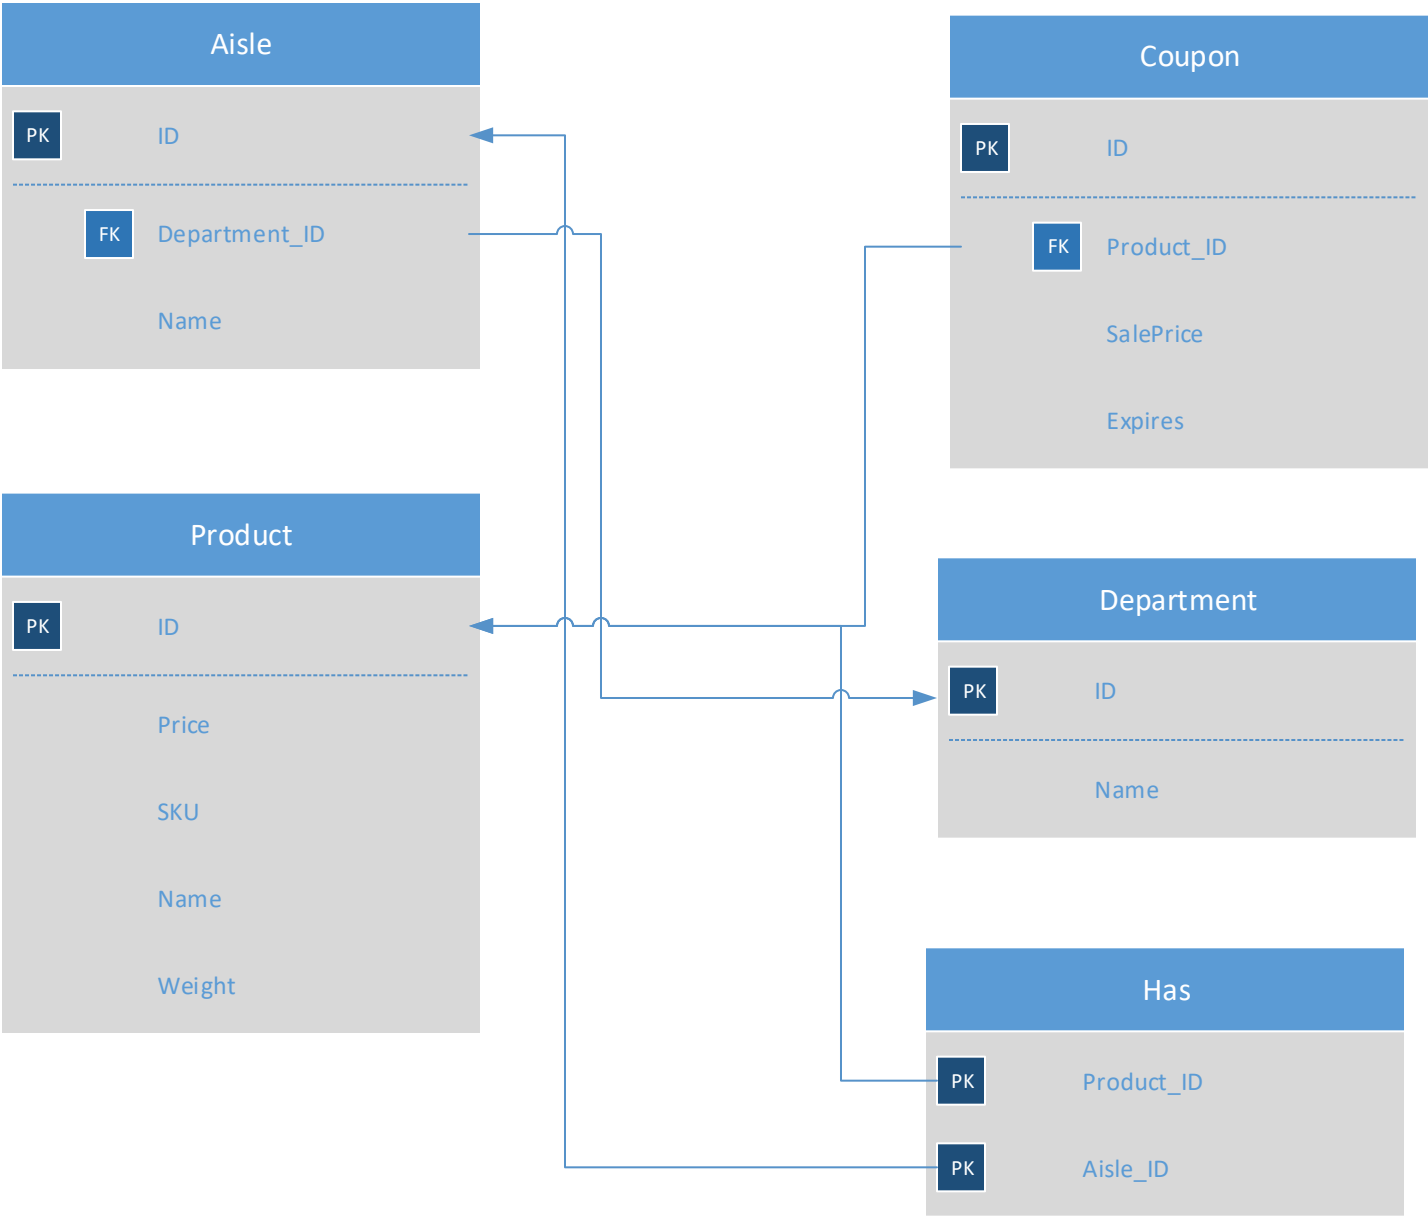 Aisle
PK ID
FK Department_ID
Name
Coupon
PK ID
FK Product_ID
SalePrice
Expires
Product
PK ID
Price
SKU
Name
Weight
Department
PK ID
Name
Has
PK Product_ID
PK Aisle_ID